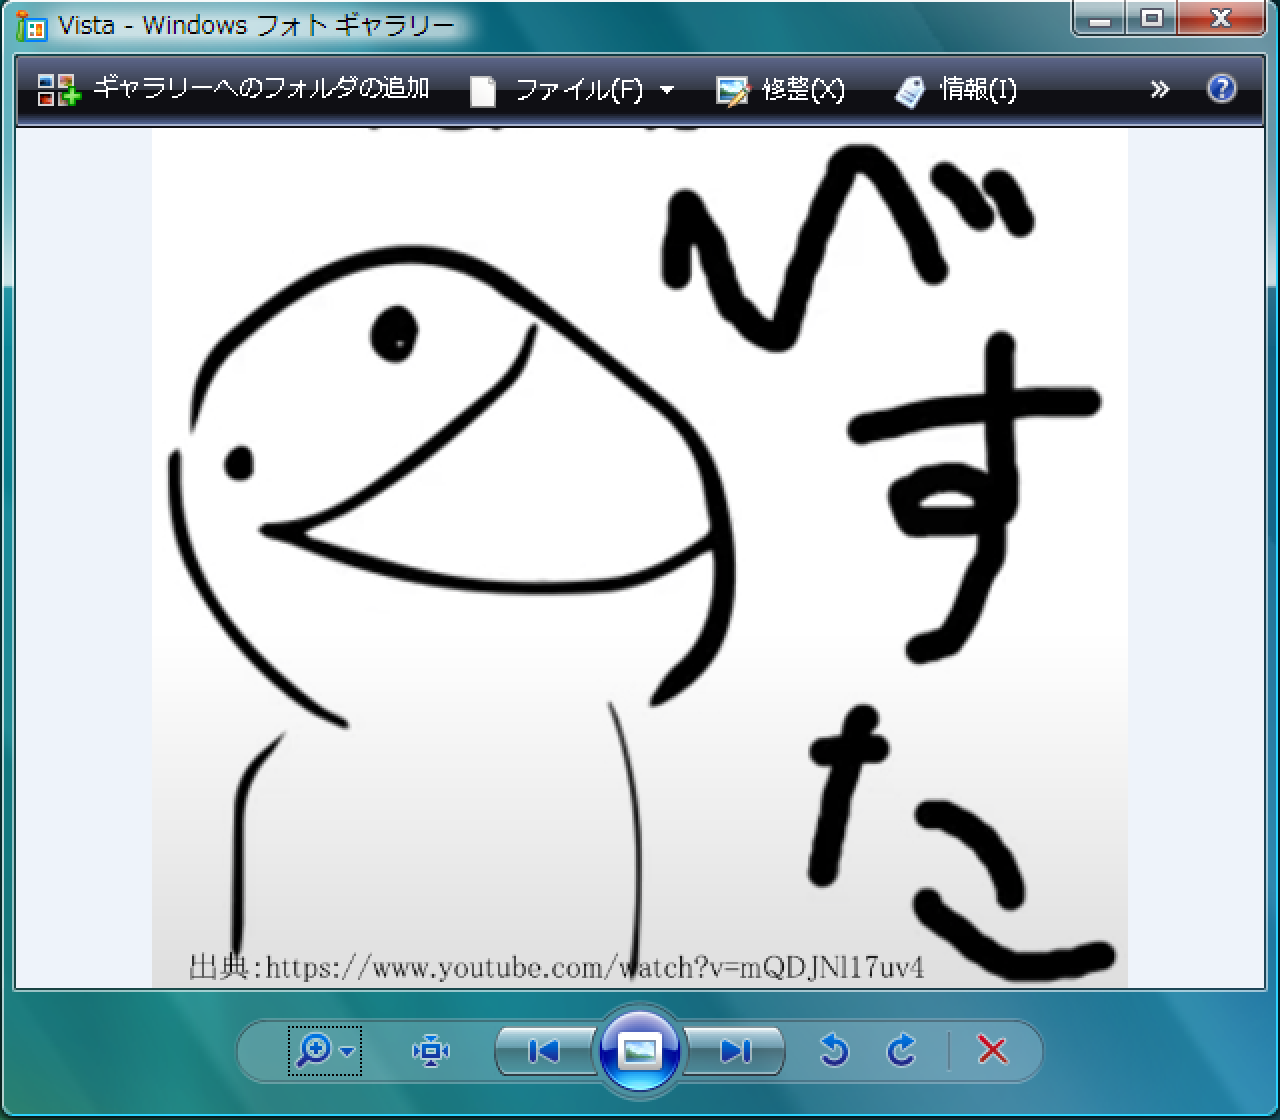 Vista - Windows フォト ギャラリー
ギャラリーへのフォルダの追加 ファイル(F) 修整(X) 情報(I) »
びすた
出典:https://www.youtube.com/watch?v=mQDJNl17uv4